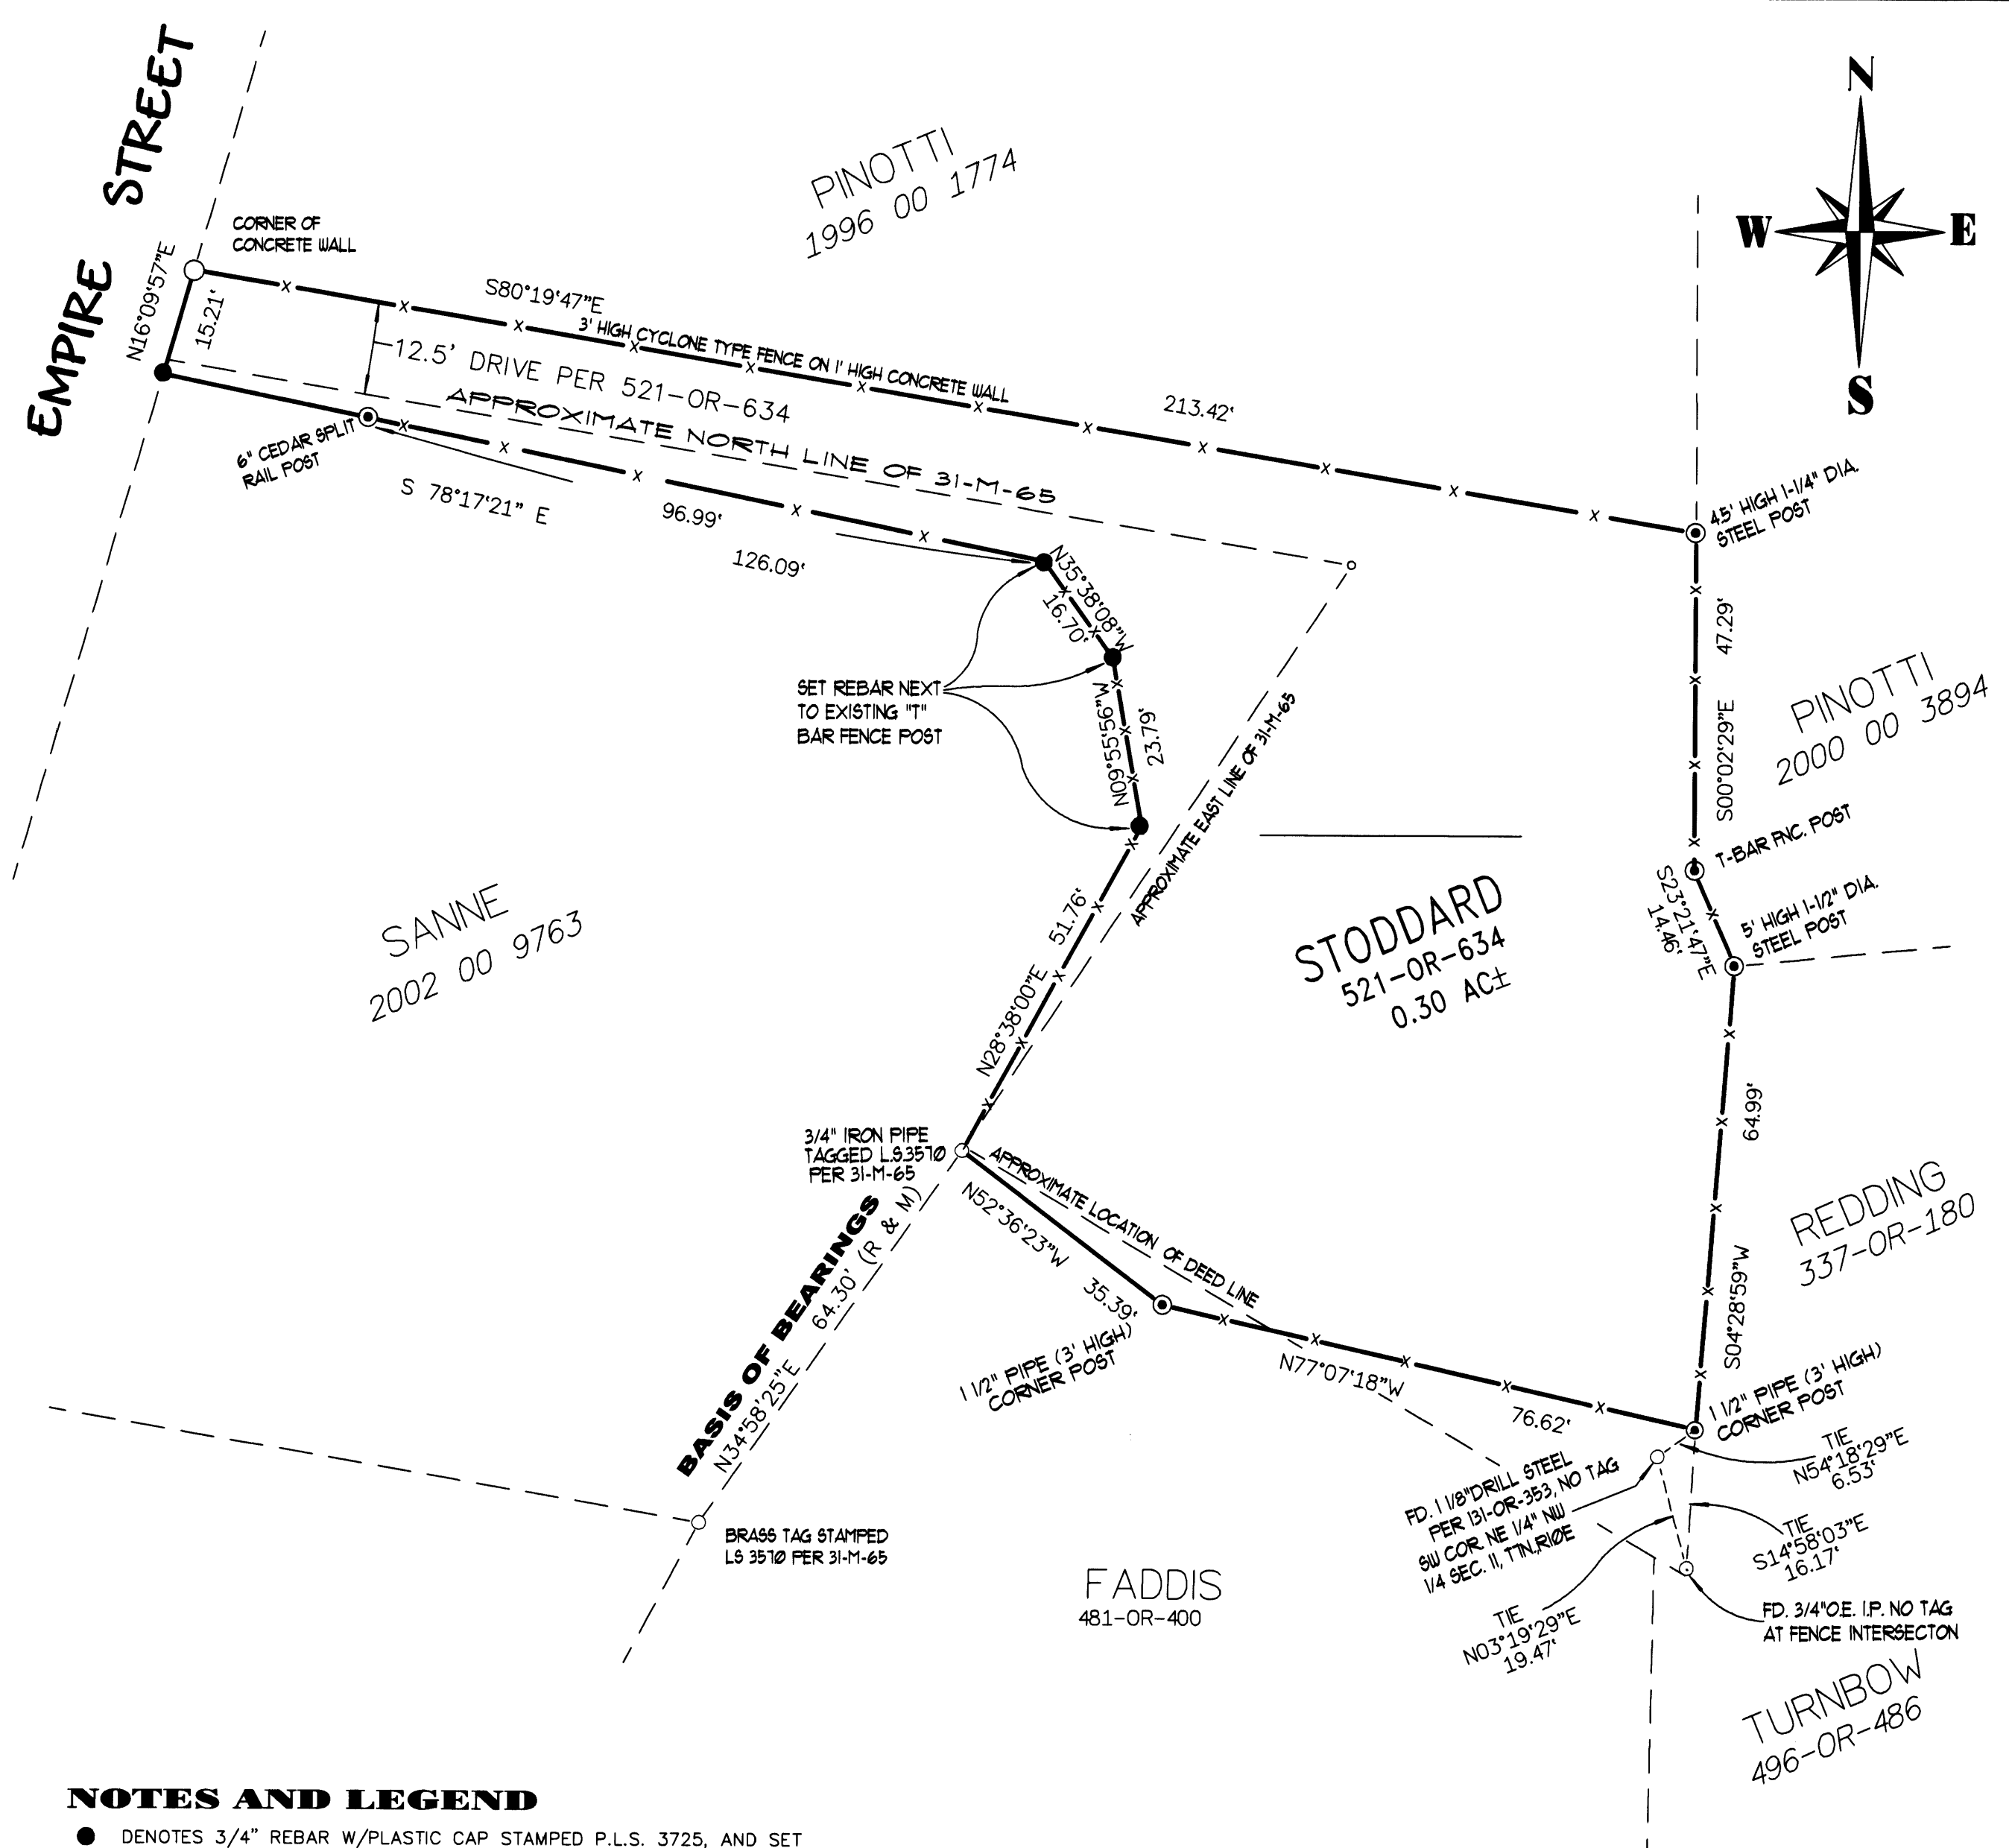 N
W
E
S
EMPIRE STREET
PINOTTI
1996 00 1774
CORNER OF
CONCRETE WALL
N16°09'57"E
15.21'
S80°19'47"E
3' HIGH CYCLONE TYPE FENCE ON 1' HIGH CONCRETE WALL
213.42'
12.5' DRIVE PER 521-OR-634
APPROXIMATE NORTH LINE OF 31-M-65
6" CEDAR SPLIT
RAIL POST
S 78°17'21" E
96.99'
126.09'
4.5' HIGH 1-1/4" DIA.
STEEL POST
N35°38'08"W
16.70'
47.29'
S00°02'29"E
SET REBAR NEXT
TO EXISTING "T"
BAR FENCE POST
N09°55'56"W
23.79'
APPROXIMATE EAST LINE OF 31-M-65
PINOTTI
2000 00 3894
T-BAR FNC. POST
S23°21'47"E
14.46'
5' HIGH 1-1/2" DIA.
STEEL POST
SANNE
2002 00 9763
51.76'
N28°38'00"E
STODDARD
521-OR-634
0.30 AC±
64.99'
S04°28'59"W
3/4" IRON PIPE
TAGGED L.S.3570
PER 31-M-65
APPROXIMATE LOCATION OF DEED LINE
N52°36'23"W
35.39'
REDDING
337-OR-180
BASIS OF BEARINGS
N34°58'25"E 64.30' (R & M)
1 1/2" PIPE (3' HIGH)
CORNER POST
N77°07'18"W
76.62'
1 1/2" PIPE (3' HIGH)
CORNER POST
TIE
N54°18'29"E
6.53'
FD. 1 1/8"DRILL STEEL
PER 131-OR-353, NO TAG
SW COR. NE 1/4" NW
1/4 SEC. 11, T7N,R10E
TIE
S14°58'03"E
16.17'
BRASS TAG STAMPED
LS 3570 PER 31-M-65
FADDIS
481-OR-400
TIE
N03°19'29"E
19.47'
FD. 3/4"O.E. I.P. NO TAG
AT FENCE INTERSECTON
TURNBOW
496-OR-486
NOTES AND LEGEND
DENOTES 3/4" REBAR W/PLASTIC CAP STAMPED P.L.S. 3725, AND SET